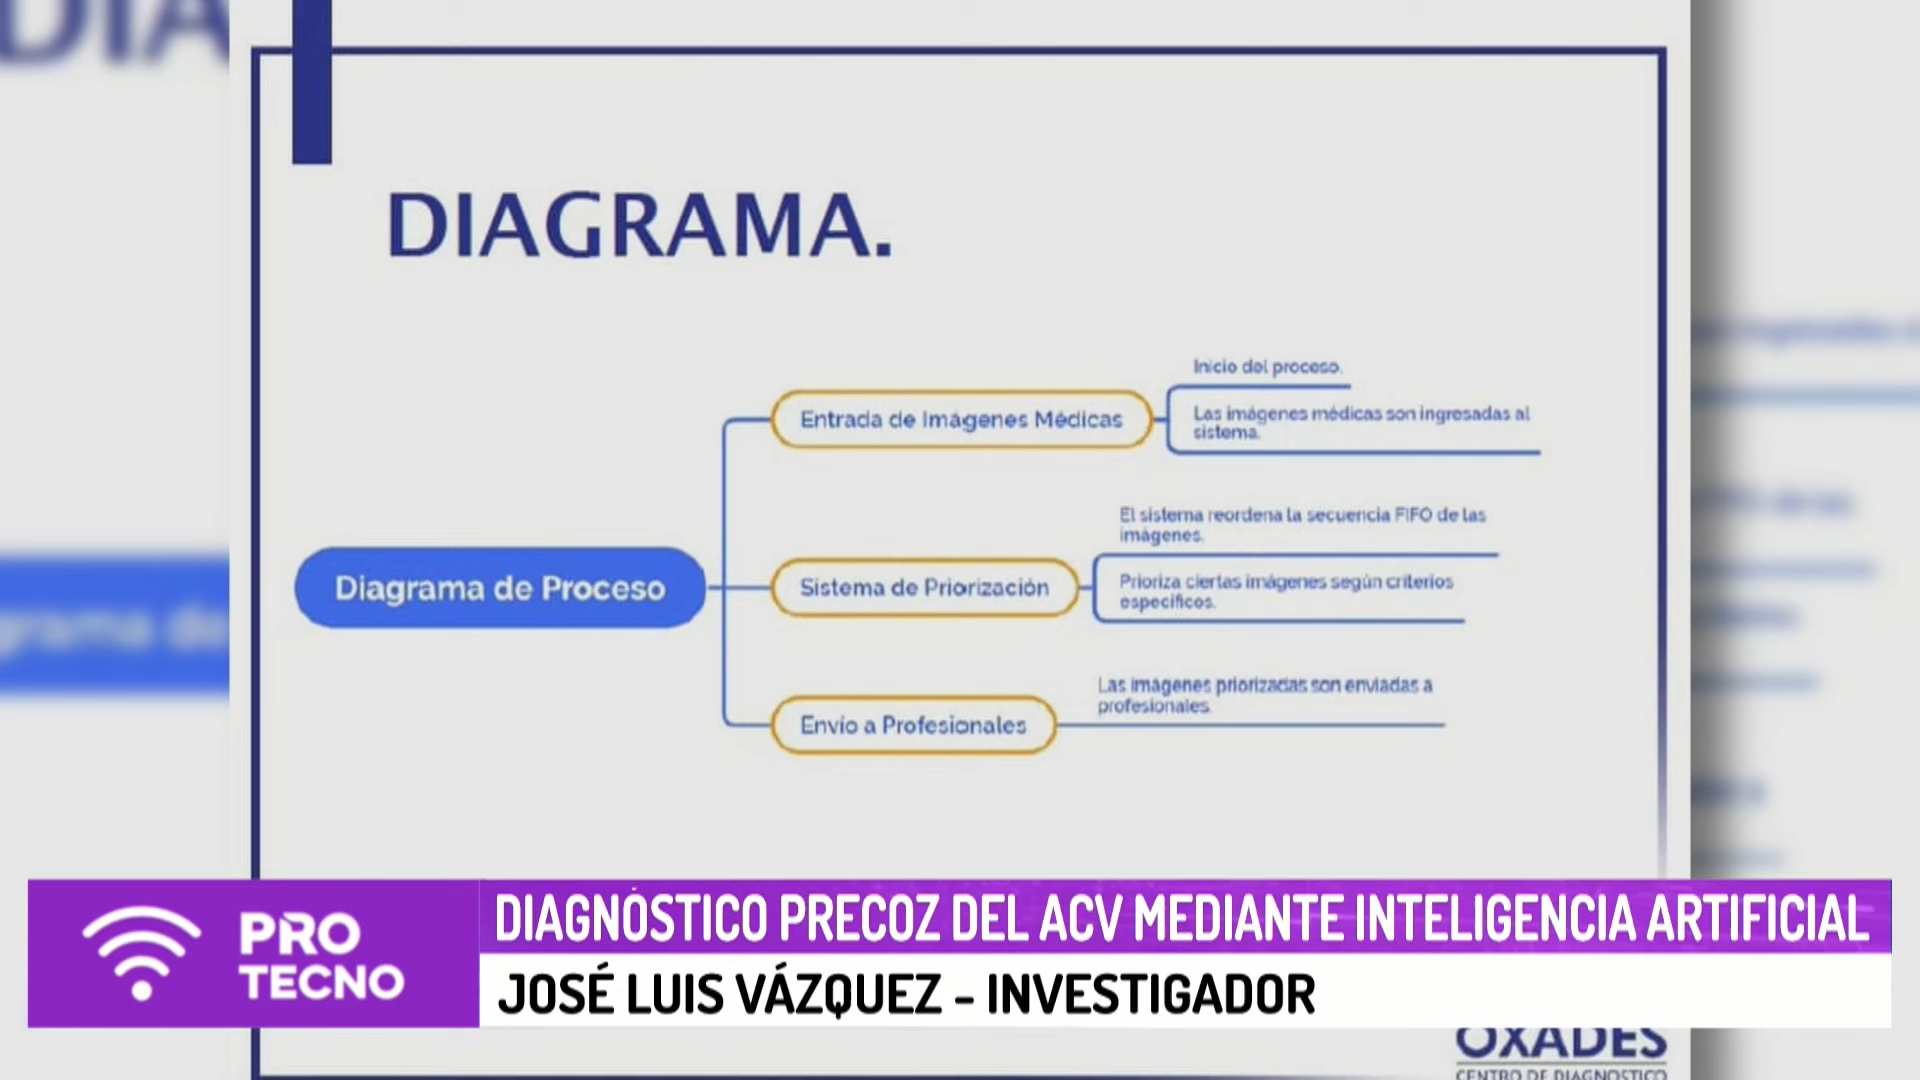 DIAGRAMA.
Inicio del proceso.
Entrada de Imágenes Médicas
Las imágenes médicas son ingresadas al
sistema.
El sistema reordena la secuencia FIFO de las
imágenes.
Diagrama de Proceso
Sistema de Priorización
Prioriza ciertas imágenes según criterios
específicos.
Las imágenes priorizadas son enviadas a
profesionales.
Envío a Profesionales
PRO
TECNO
DIAGNÓSTICO PRECOZ DEL ACV MEDIANTE INTELIGENCIA ARTIFICIAL
JOSÉ LUIS VÁZQUEZ - INVESTIGADOR
OXADES
CENTRO DE DIAGNOSTICO